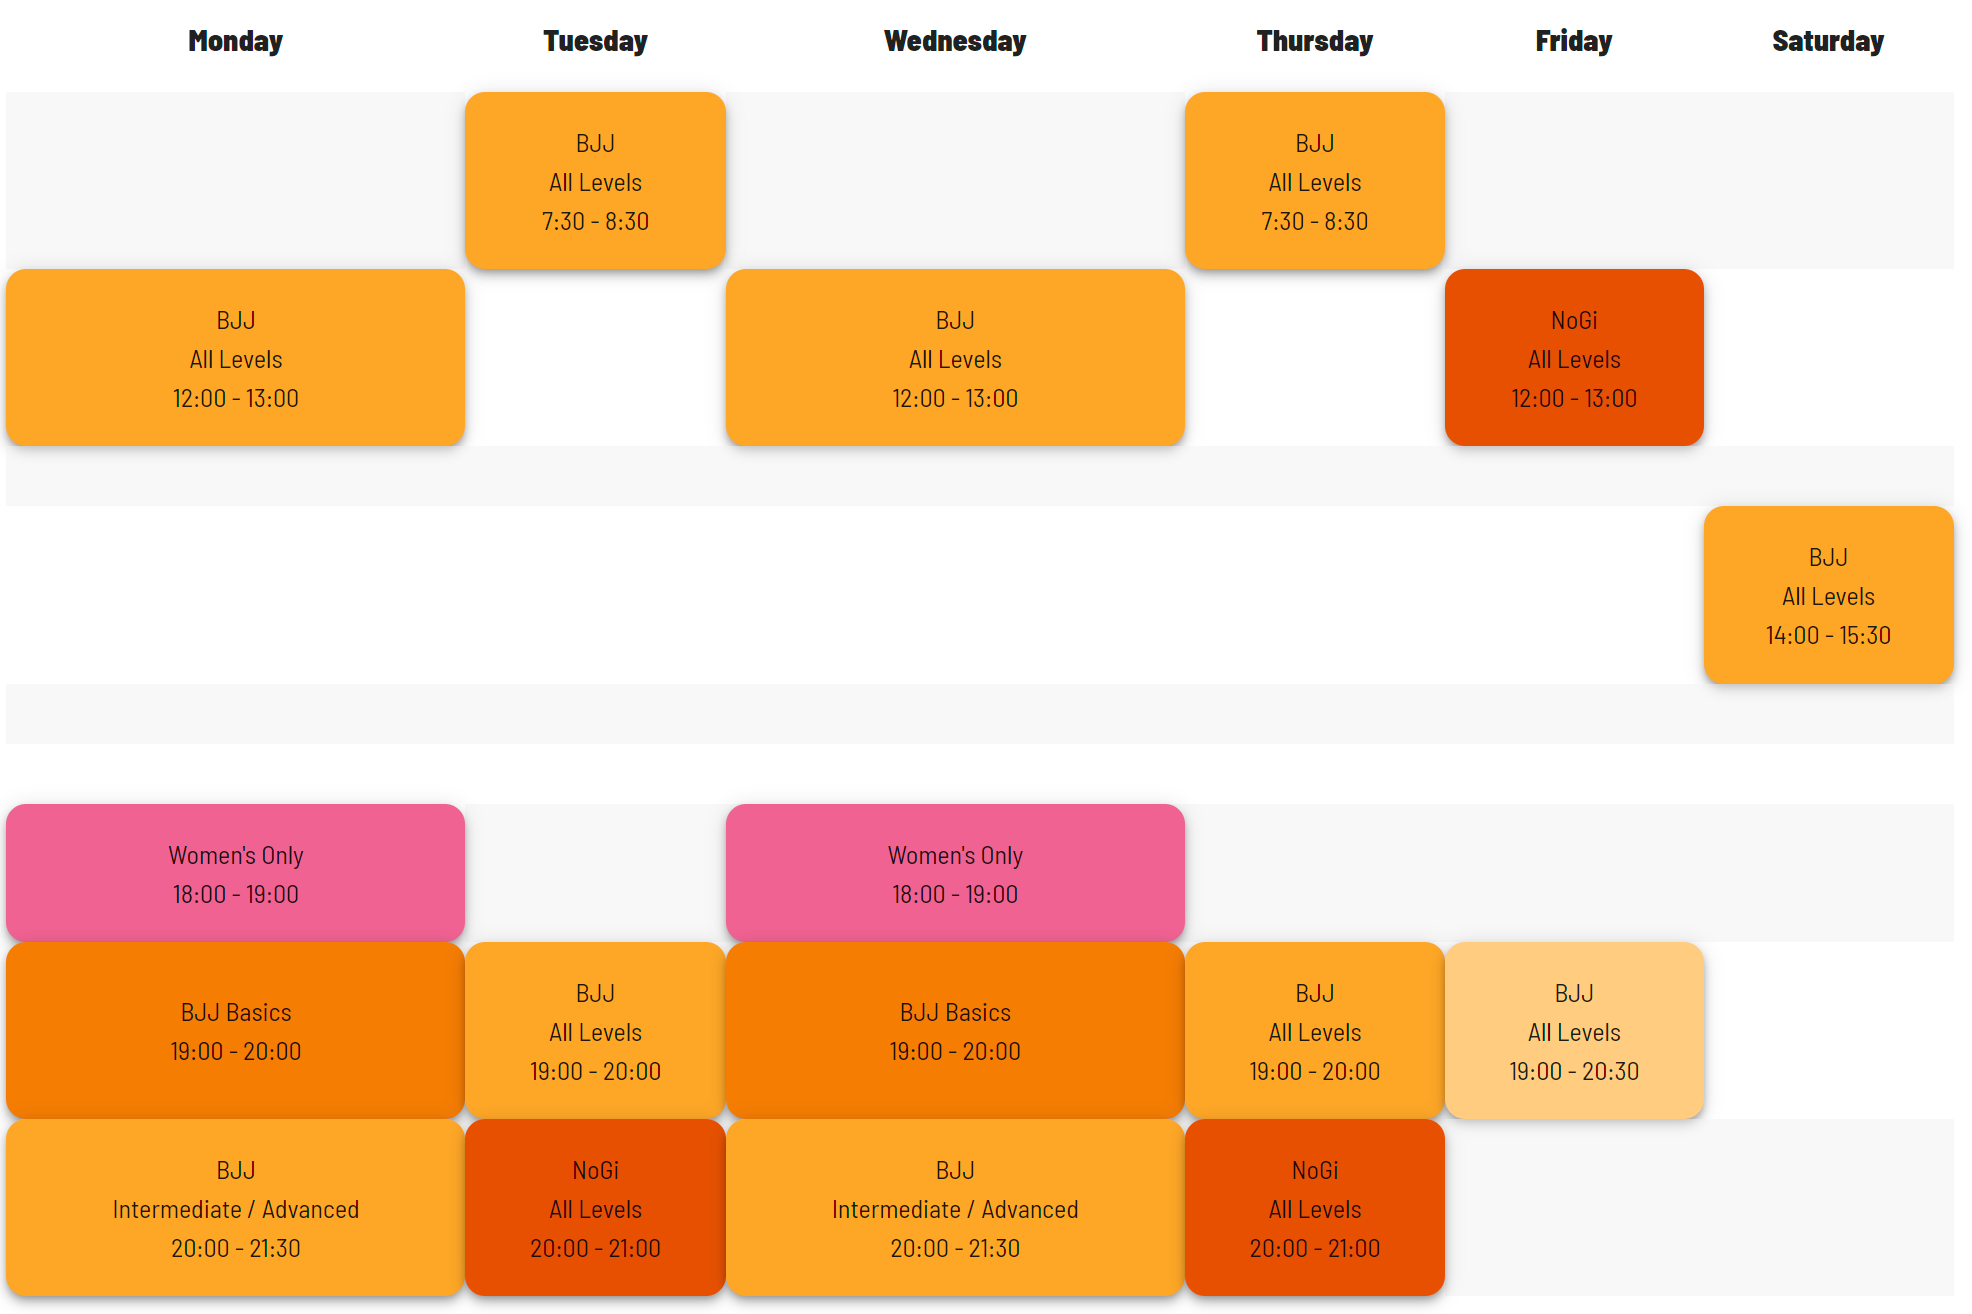 Monday
Tuesday
Wednesday
Thursday
Friday
Saturday
BJJ
All Levels
7:30 - 8:30
BJJ
All Levels
7:30 - 8:30
BJJ
All Levels
12:00 - 13:00
BJJ
All Levels
12:00 - 13:00
NoGi
All Levels
12:00 - 13:00
BJJ
All Levels
14:00 - 15:30
Women's Only
18:00 - 19:00
Women's Only
18:00 - 19:00
BJJ Basics
19:00 - 20:00
BJJ
All Levels
19:00 - 20:00
BJJ Basics
19:00 - 20:00
BJJ
All Levels
19:00 - 20:00
BJJ
All Levels
19:00 - 20:30
BJJ
Intermediate / Advanced
20:00 - 21:30
NoGi
All Levels
20:00 - 21:00
BJJ
Intermediate / Advanced
20:00 - 21:30
NoGi
All Levels
20:00 - 21:00